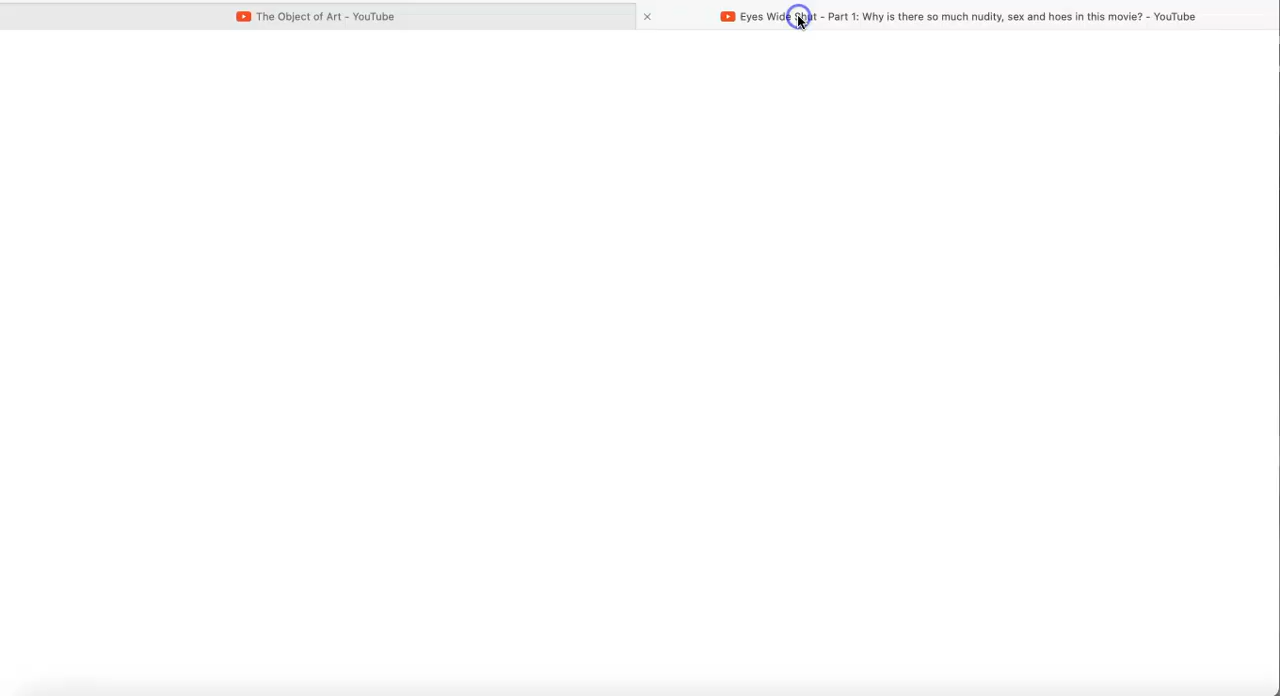 The Object of Art - YouTube
Eyes Wide Shut - Part 1: Why is there so much nudity, sex and hoes in this movie? - YouTube